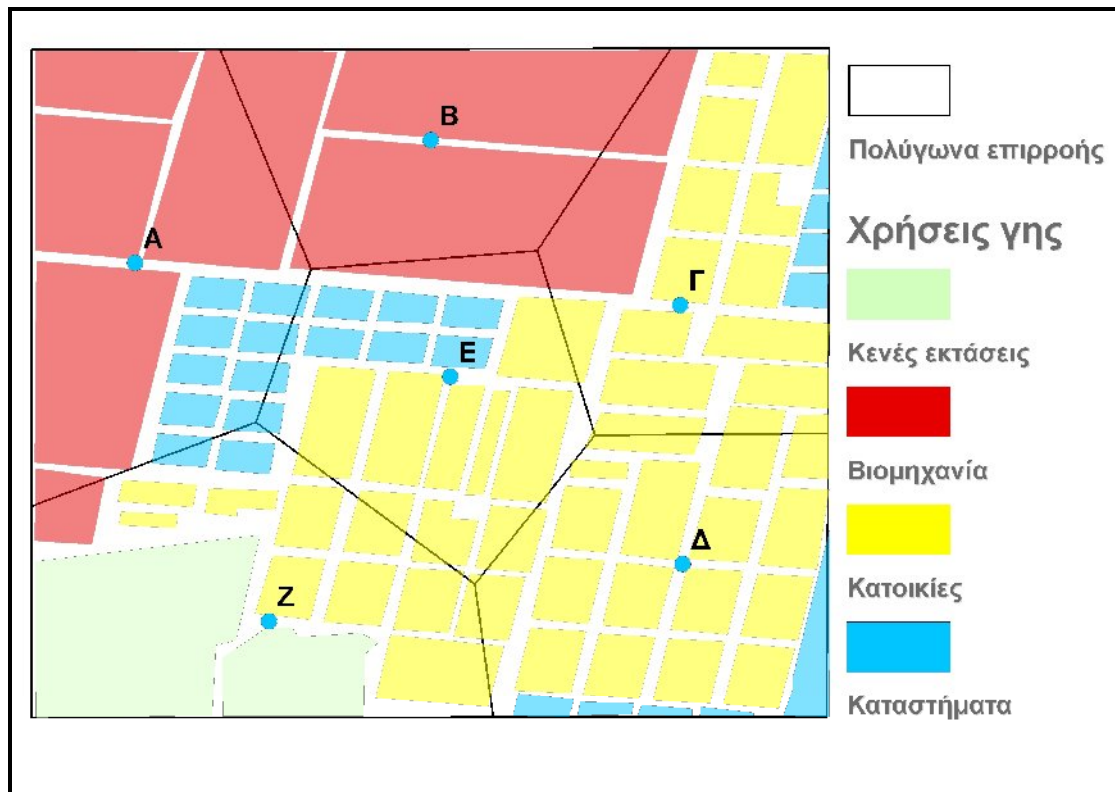 Β
Α
Γ
Ε
Δ
Ζ
Πολύγωνα επιρροής
Χρήσεις γης
Κενές εκτάσεις
Βιομηχανία
Κατοικίες
Καταστήματα